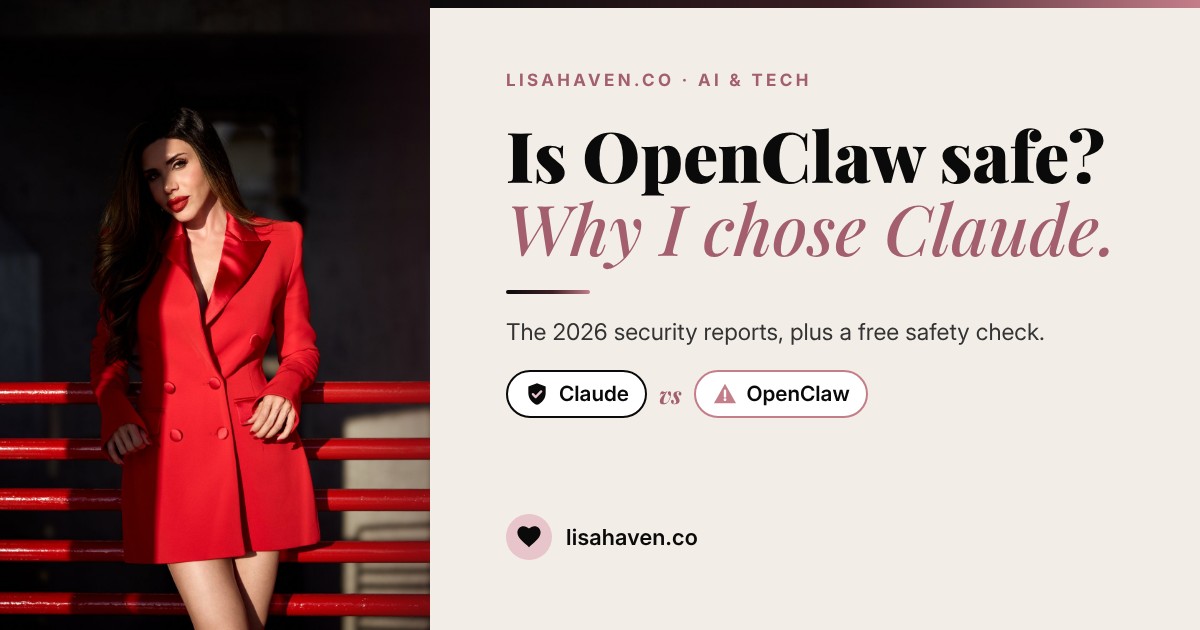 LISAHAVEN.CO · AI & TECH
Is OpenClaw safe?
Why I chose Claude.
The 2026 security reports, plus a free safety check.
Claude vs OpenClaw
lisahaven.co